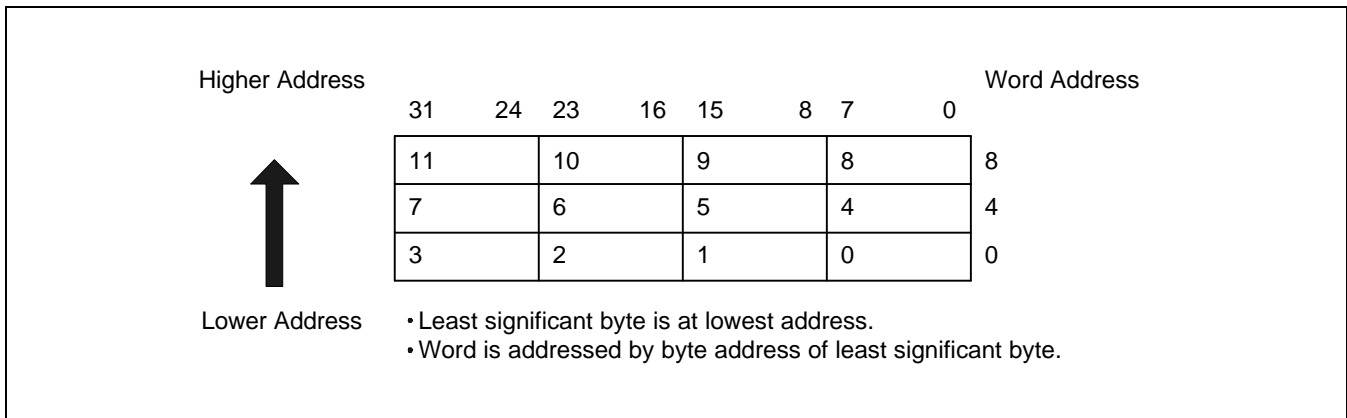 Higher Address Word Address
31 24 23 16 15 8 7 0
11 10 9 8 8
7 6 5 4 4
3 2 1 0 0
Lower Address • Least significant byte is at lowest address.
• Word is addressed by byte address of least significant byte.